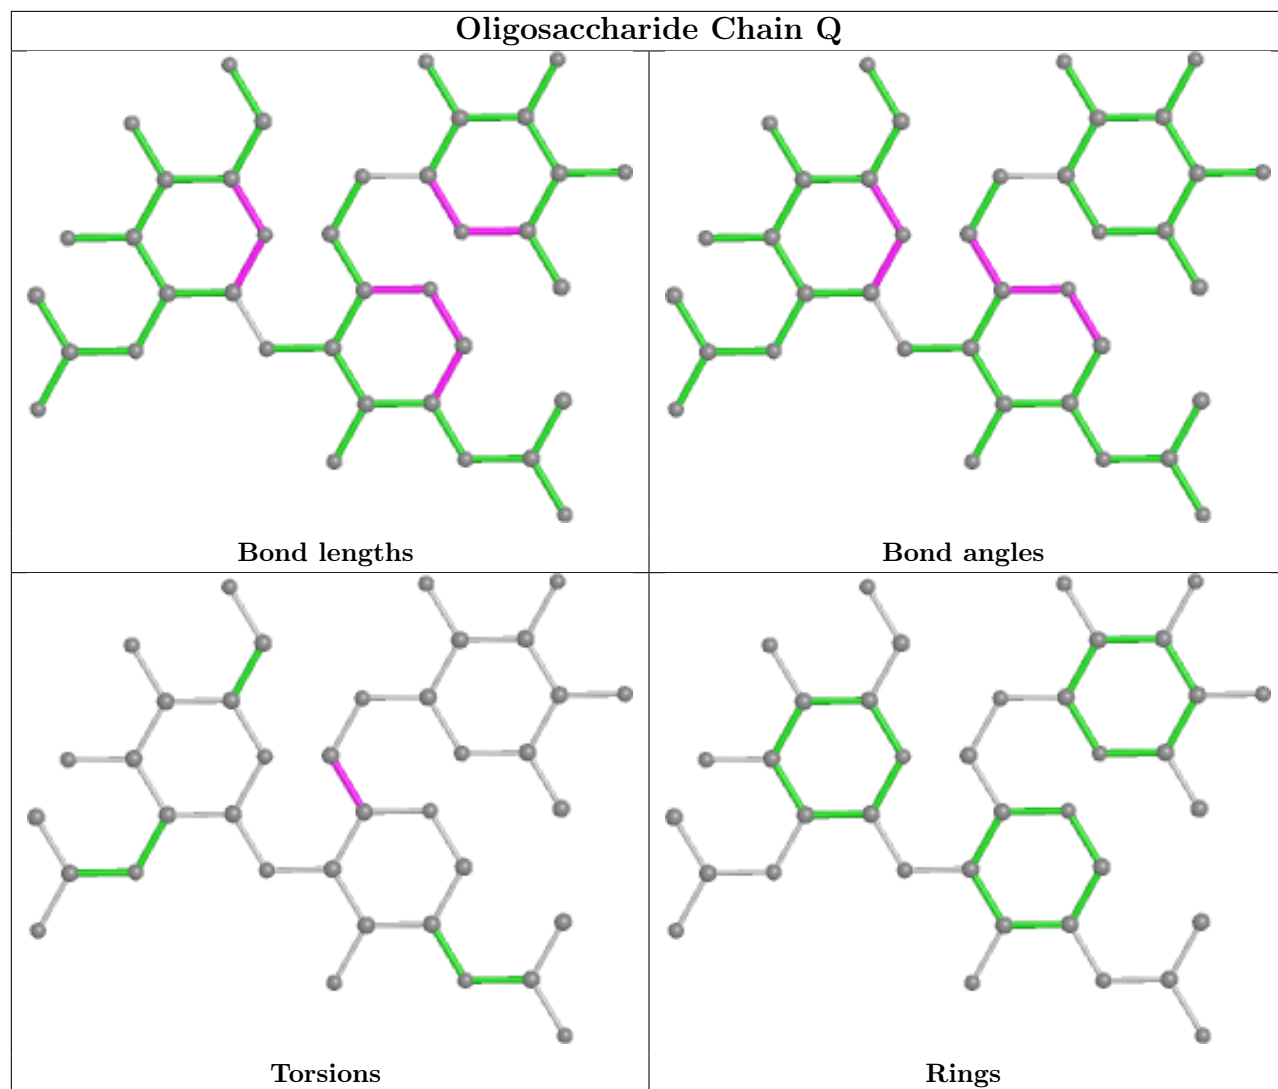 Oligosaccharide Chain Q
Bond lengths
Bond angles
Torsions
Rings